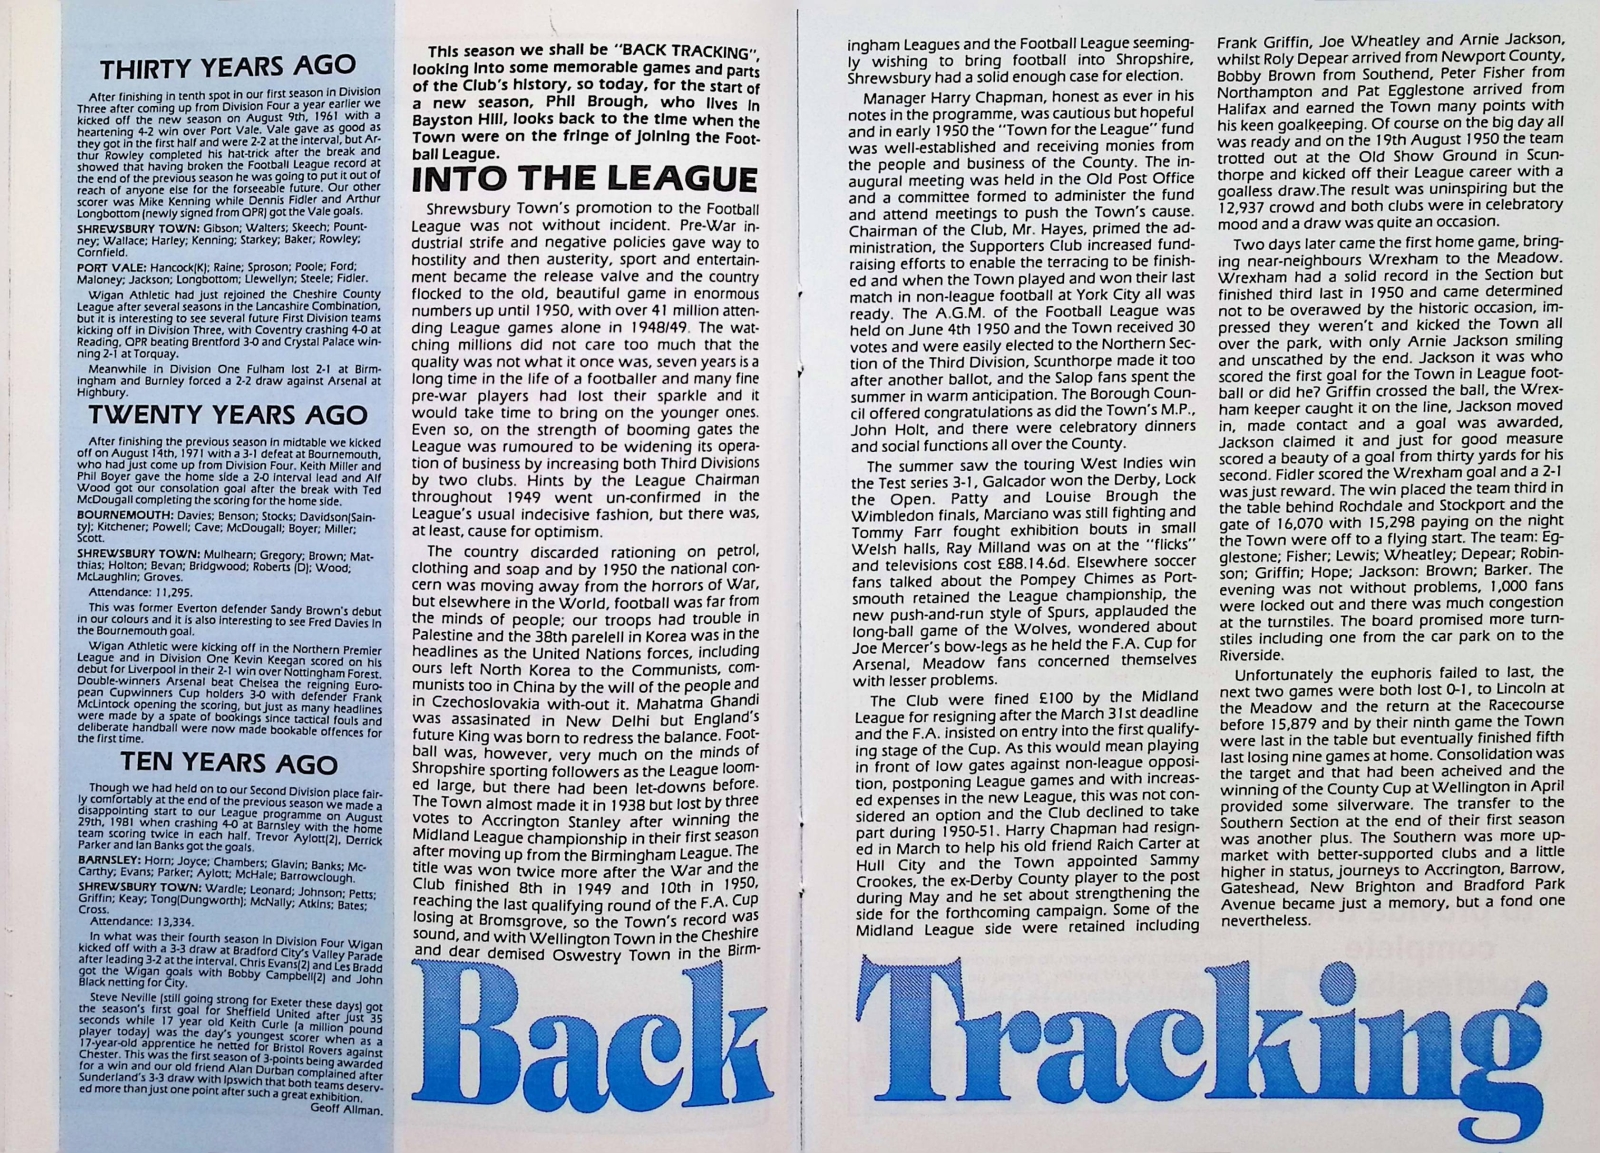 THIRTY YEARS AGO
After finishing in tenth spot in our first season in Division
Three after coming up from Division Four a year earlier we
kicked off the new season on August 9th, 1961 with a
heartening 4-2 win over Port Vale. Vale gave as good as
they got in the first half and were 2-2 at the interval, but Ar-
thur Rowley completed his hat-trick after the break and
showed that having broken the Football League record at
the end of the previous season he was going to put it out of
reach of anyone else for the forseeable future. Our other
scorer was Mike Kenning while Dennis Fidler and Arthur
Longbottom (newly signed from QPR) got the Vale goals.
SHREWSBURY TOWN: Gibson; Walters; Skeech; Pount-
ney; Wallace; Harley; Kenning; Starkey; Baker, Rowley;
Cornfield.
PORT VALE: Hancock(K); Raine; Sproson; Poole; Ford;
Maloney; Jackson; Longbottom; Llewellyn; Steele; Fidler.
Wigan Athletic had just rejoined the Cheshire County
League after several seasons in the Lancashire Combination,
but it is interesting to see several future First Division teams
kicking off in Division Three, with Coventry crashing 4-0 at
Reading, QPR beating Brentford 3-0 and Crystal Palace win-
ning 2-1 at Torquay.
Meanwhile in Division One Fulham lost 2-1 at Birm-
ingham and Burnley forced a 2-2 draw against Arsenal at
Highbury.
TWENTY YEARS AGO
After finishing the previous season in midtable we kicked
off on August 14th, 1971 with a 3-1 defeat at Bournemouth,
who had just come up from Division Four. Keith Miller and
Phil Boyer gave the home side a 2-0 interval lead and Alf
Wood got our consolation goal after the break with Ted
McDougall completing the scoring for the home side.
BOURNEMOUTH: Davies; Benson; Stocks; Davidson(Sain-
ty); Kitchener; Powell; Cave; McDougall; Boyer; Miller;
Scott.
SHREWSBURY TOWN: Mulhearn; Gregory; Brown; Mat-
thias; Holton; Bevan; Bridgwood; Roberts (D); Wood;
McLaughlin; Groves.
Attendance: 11,295.
This was former Everton defender Sandy Brown's debut
in our colours and it is also interesting to see Fred Davies in
the Bournemouth goal.
Wigan Athletic were kicking off in the Northern Premier
League and in Division One Kevin Keegan scored on his
debut for Liverpool in their 2-1 win over Nottingham Forest.
Double-winners Arsenal beat Chelsea the reigning Euro-
pean Cupwinners Cup holders 3-0 with defender Frank
McLintock opening the scoring, but just as many headlines
were made by a spate of bookings since tactical fouls and
deliberate handball were now made bookable offences for
the first time.
TEN YEARS AGO
Though we had held on to our Second Division place fair-
ly comfortably at the end of the previous season we made a
disappointing start to our League programme on August
29th, 1981 when crashing 4-0 at Barnsley with the home
team scoring twice in each half. Trevor Aylott(2), Derrick
Parker and Ian Banks got the goals.
BARNSLEY: Horn; Joyce; Chambers; Glavin; Banks; Mc-
Carthy; Evans; Parker; Aylott; McHale; Barrowclough.
SHREWSBURY TOWN: Wardle; Leonard; Johnson; Petts;
Griffin; Keay; Tong(Dungworth); McNally; Atkins; Bates;
Cross.
Attendance: 13,334.
In what was their fourth season in Division Four Wigan
kicked off with a 3-3 draw at Bradford City's Valley Parade
after leading 3-2 at the interval. Chris Evans(2) and Les Bradd
got the Wigan goals with Bobby Campbell(2) and John
Black netting for City.
Steve Neville (still going strong for Exeter these days) got
the season's first goal for Sheffield United after just 35
seconds while 17 year old Keith Curle (a million pound
player today) was the day's youngest scorer when as a
17-year-old apprentice he netted for Bristol Rovers against
Chester. This was the first season of 3-points being awarded
for a win and our old friend Alan Durban complained after
Sunderland's 3-3 draw with Ipswich that both teams deserv-
ed more than just one point after such a great exhibition.
Geoff Allman.
This season we shall be "BACK TRACKING",
looking into some memorable games and parts
of the Club's history, so today, for the start of
a new season, Phil Brough, who lives in
Bayston Hill, looks back to the time when the
Town were on the fringe of joining the Foot-
ball League.
INTO THE LEAGUE
Shrewsbury Town's promotion to the Football
League was not without incident. Pre-War in-
dustrial strife and negative policies gave way to
hostility and then austerity, sport and entertain-
ment became the release valve and the country
flocked to the old, beautiful game in enormous
numbers up until 1950, with over 41 million atten-
ding League games alone in 1948/49. The wat-
ching millions did not care too much that the
quality was not what it once was, seven years is a
long time in the life of a footballer and many fine
pre-war players had lost their sparkle and it
would take time to bring on the younger ones.
Even so, on the strength of booming gates the
League was rumoured to be widening its opera-
tion of business by increasing both Third Divisions
by two clubs. Hints by the League Chairman
throughout 1949 went un-confirmed in the
League's usual indecisive fashion, but there was,
at least, cause for optimism.
The country discarded rationing on petrol,
clothing and soap and by 1950 the national con-
cern was moving away from the horrors of War,
but elsewhere in the World, football was far from
the minds of people; our troops had trouble in
Palestine and the 38th parelell in Korea was in the
headlines as the United Nations forces, including
ours left North Korea to the Communists, com-
munists too in China by the will of the people and
in Czechoslovakia with-out it. Mahatma Ghandi
was assasinated in New Delhi but England's
future King was born to redress the balance. Foot-
ball was, however, very much on the minds of
Shropshire sporting followers as the League loom-
ed large, but there had been let-downs before.
The Town almost made it in 1938 but lost by three
votes to Accrington Stanley after winning the
Midland League championship in their first season
after moving up from the Birmingham League. The
title was won twice more after the War and the
Club finished 8th in 1949 and 10th in 1950,
reaching the last qualifying round of the F.A. Cup
losing at Bromsgrove, so the Town's record was
sound, and with Wellington Town in the Cheshire
and dear demised Oswestry Town in the Birm-
ingham Leagues and the Football League seeming-
ly wishing to bring football into Shropshire,
Shrewsbury had a solid enough case for election.
Manager Harry Chapman, honest as ever in his
notes in the programme, was cautious but hopeful
and in early 1950 the "Town for the League" fund
was well-established and receiving monies from
the people and business of the County. The in-
augural meeting was held in the Old Post Office
and a committee formed to administer the fund
and attend meetings to push the Town's cause.
Chairman of the Club, Mr. Hayes, primed the ad-
ministration, the Supporters Club increased fund-
raising efforts to enable the terracing to be finish-
ed and when the Town played and won their last
match in non-league football at York City all was
ready. The A.G.M. of the Football League was
held on June 4th 1950 and the Town received 30
votes and were easily elected to the Northern Sec-
tion of the Third Division, Scunthorpe made it too
after another ballot, and the Salop fans spent the
summer in warm anticipation. The Borough Coun-
cil offered congratulations as did the Town's M.P.,
John Holt, and there were celebratory dinners
and social functions all over the County.
The summer saw the touring West Indies win
the Test series 3-1, Galcador won the Derby, Lock
the Open. Patty and Louise Brough the
Wimbledon finals, Marciano was still fighting and
Tommy Farr fought exhibition bouts in small
Welsh halls, Ray Milland was on at the "flicks"
and televisions cost £88.14.6d. Elsewhere soccer
fans talked about the Pompey Chimes as Port-
smouth retained the League championship, the
new push-and-run style of Spurs, applauded the
long-ball game of the Wolves, wondered about
Joe Mercer's bow-legs as he held the F.A. Cup for
Arsenal, Meadow fans concerned themselves
with lesser problems.
The Club were fined £100 by the Midland
League for resigning after the March 31st deadline
and the F.A. insisted on entry into the first qualify-
ing stage of the Cup. As this would mean playing
in front of low gates against non-league opposi-
tion, postponing League games and with increas-
ed expenses in the new League, this was not con-
sidered an option and the Club declined to take
part during 1950-51. Harry Chapman had resign-
ed in March to help his old friend Raich Carter at
Hull City and the Town appointed Sammy
Crookes, the ex-Derby County player to the post
during May and he set about strengthening the
side for the forthcoming campaign. Some of the
Midland League side were retained including
Frank Griffin, Joe Wheatley and Arnie Jackson,
whilst Roly Depear arrived from Newport County,
Bobby Brown from Southend, Peter Fisher from
Northampton and Pat Egglestone arrived from
Halifax and earned the Town many points with
his keen goalkeeping. Of course on the big day all
was ready and on the 19th August 1950 the team
trotted out at the Old Show Ground in Scun-
thorpe and kicked off their League career with a
goalless draw.The result was uninspiring but the
12,937 crowd and both clubs were in celebratory
mood and a draw was quite an occasion.
Two days later came the first home game, bring-
ing near-neighbours Wrexham to the Meadow.
Wrexham had a solid record in the Section but
finished third last in 1950 and came determined
not to be overawed by the historic occasion, im-
pressed they weren't and kicked the Town all
over the park, with only Arnie Jackson smiling
and unscathed by the end. Jackson it was who
scored the first goal for the Town in League foot-
ball or did he? Griffin crossed the ball, the Wrex-
ham keeper caught it on the line, Jackson moved
in, made contact and a goal was awarded,
Jackson claimed it and just for good measure
scored a beauty of a goal from thirty yards for his
second. Fidler scored the Wrexham goal and a 2-1
was just reward. The win placed the team third in
the table behind Rochdale and Stockport and the
gate of 16,070 with 15,298 paying on the night
the Town were off to a flying start. The team: Eg-
glestone; Fisher; Lewis; Wheatley; Depear; Robin-
son; Griffin; Hope; Jackson: Brown; Barker. The
evening was not without problems, 1,000 fans
were locked out and there was much congestion
at the turnstiles. The board promised more turn-
stiles including one from the car park on to the
Riverside.
Unfortunately the euphoris failed to last, the
next two games were both lost 0-1, to Lincoln at
the Meadow and the return at the Racecourse
before 15,879 and by their ninth game the Town
were last in the table but eventually finished fifth
last losing nine games at home. Consolidation was
the target and that had been acheived and the
winning of the County Cup at Wellington in April
provided some silverware. The transfer to the
Southern Section at the end of their first season
was another plus. The Southern was more up-
market with better-supported clubs and a little
higher in status, journeys to Accrington, Barrow,
Gateshead, New Brighton and Bradford Park
Avenue became just a memory, but a fond one
nevertheless.
Back Tracking